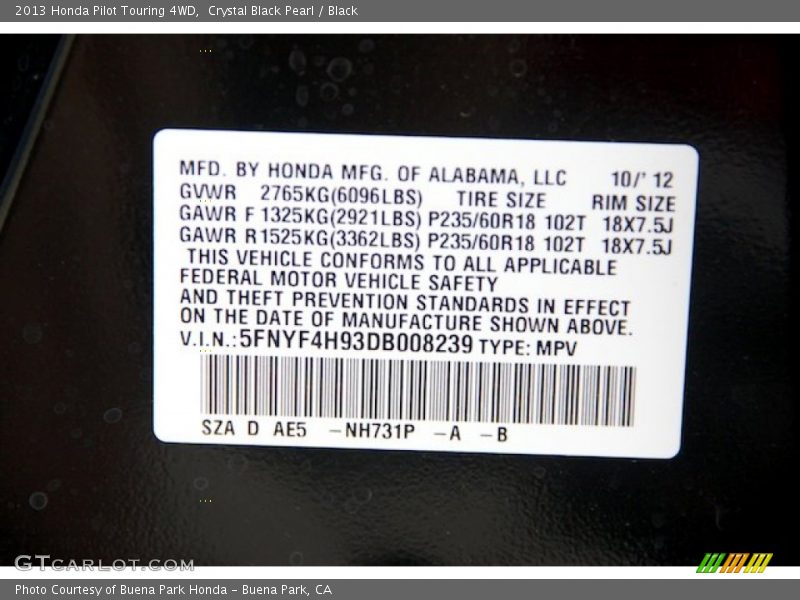 2013 Honda Pilot Touring 4WD,  Crystal Black Pearl / Black
MFD. BY HONDA MFG. OF ALABAMA, LLC 10/' 12
GVWR 2765KG(6096LBS) TIRE SIZE RIM SIZE
GAWR F 1325KG(2921LBS) P235/60R18 102T 18X7.5J
GAWR R1525KG(3362LBS) P235/60R18 102T 18X7.5J
THIS VEHICLE CONFORMS TO ALL APPLICABLE
FEDERAL MOTOR VEHICLE SAFETY
AND THEFT PREVENTION STANDARDS IN EFFECT
ON THE DATE OF MANUFACTURE SHOWN ABOVE.
V.I.N.:5FNYF4H93DB008239 TYPE: MPV
SZA D AE5 -NH731P -A -B
GTCARLOT.COM
Photo Courtesy of Buena Park Honda - Buena Park, CA